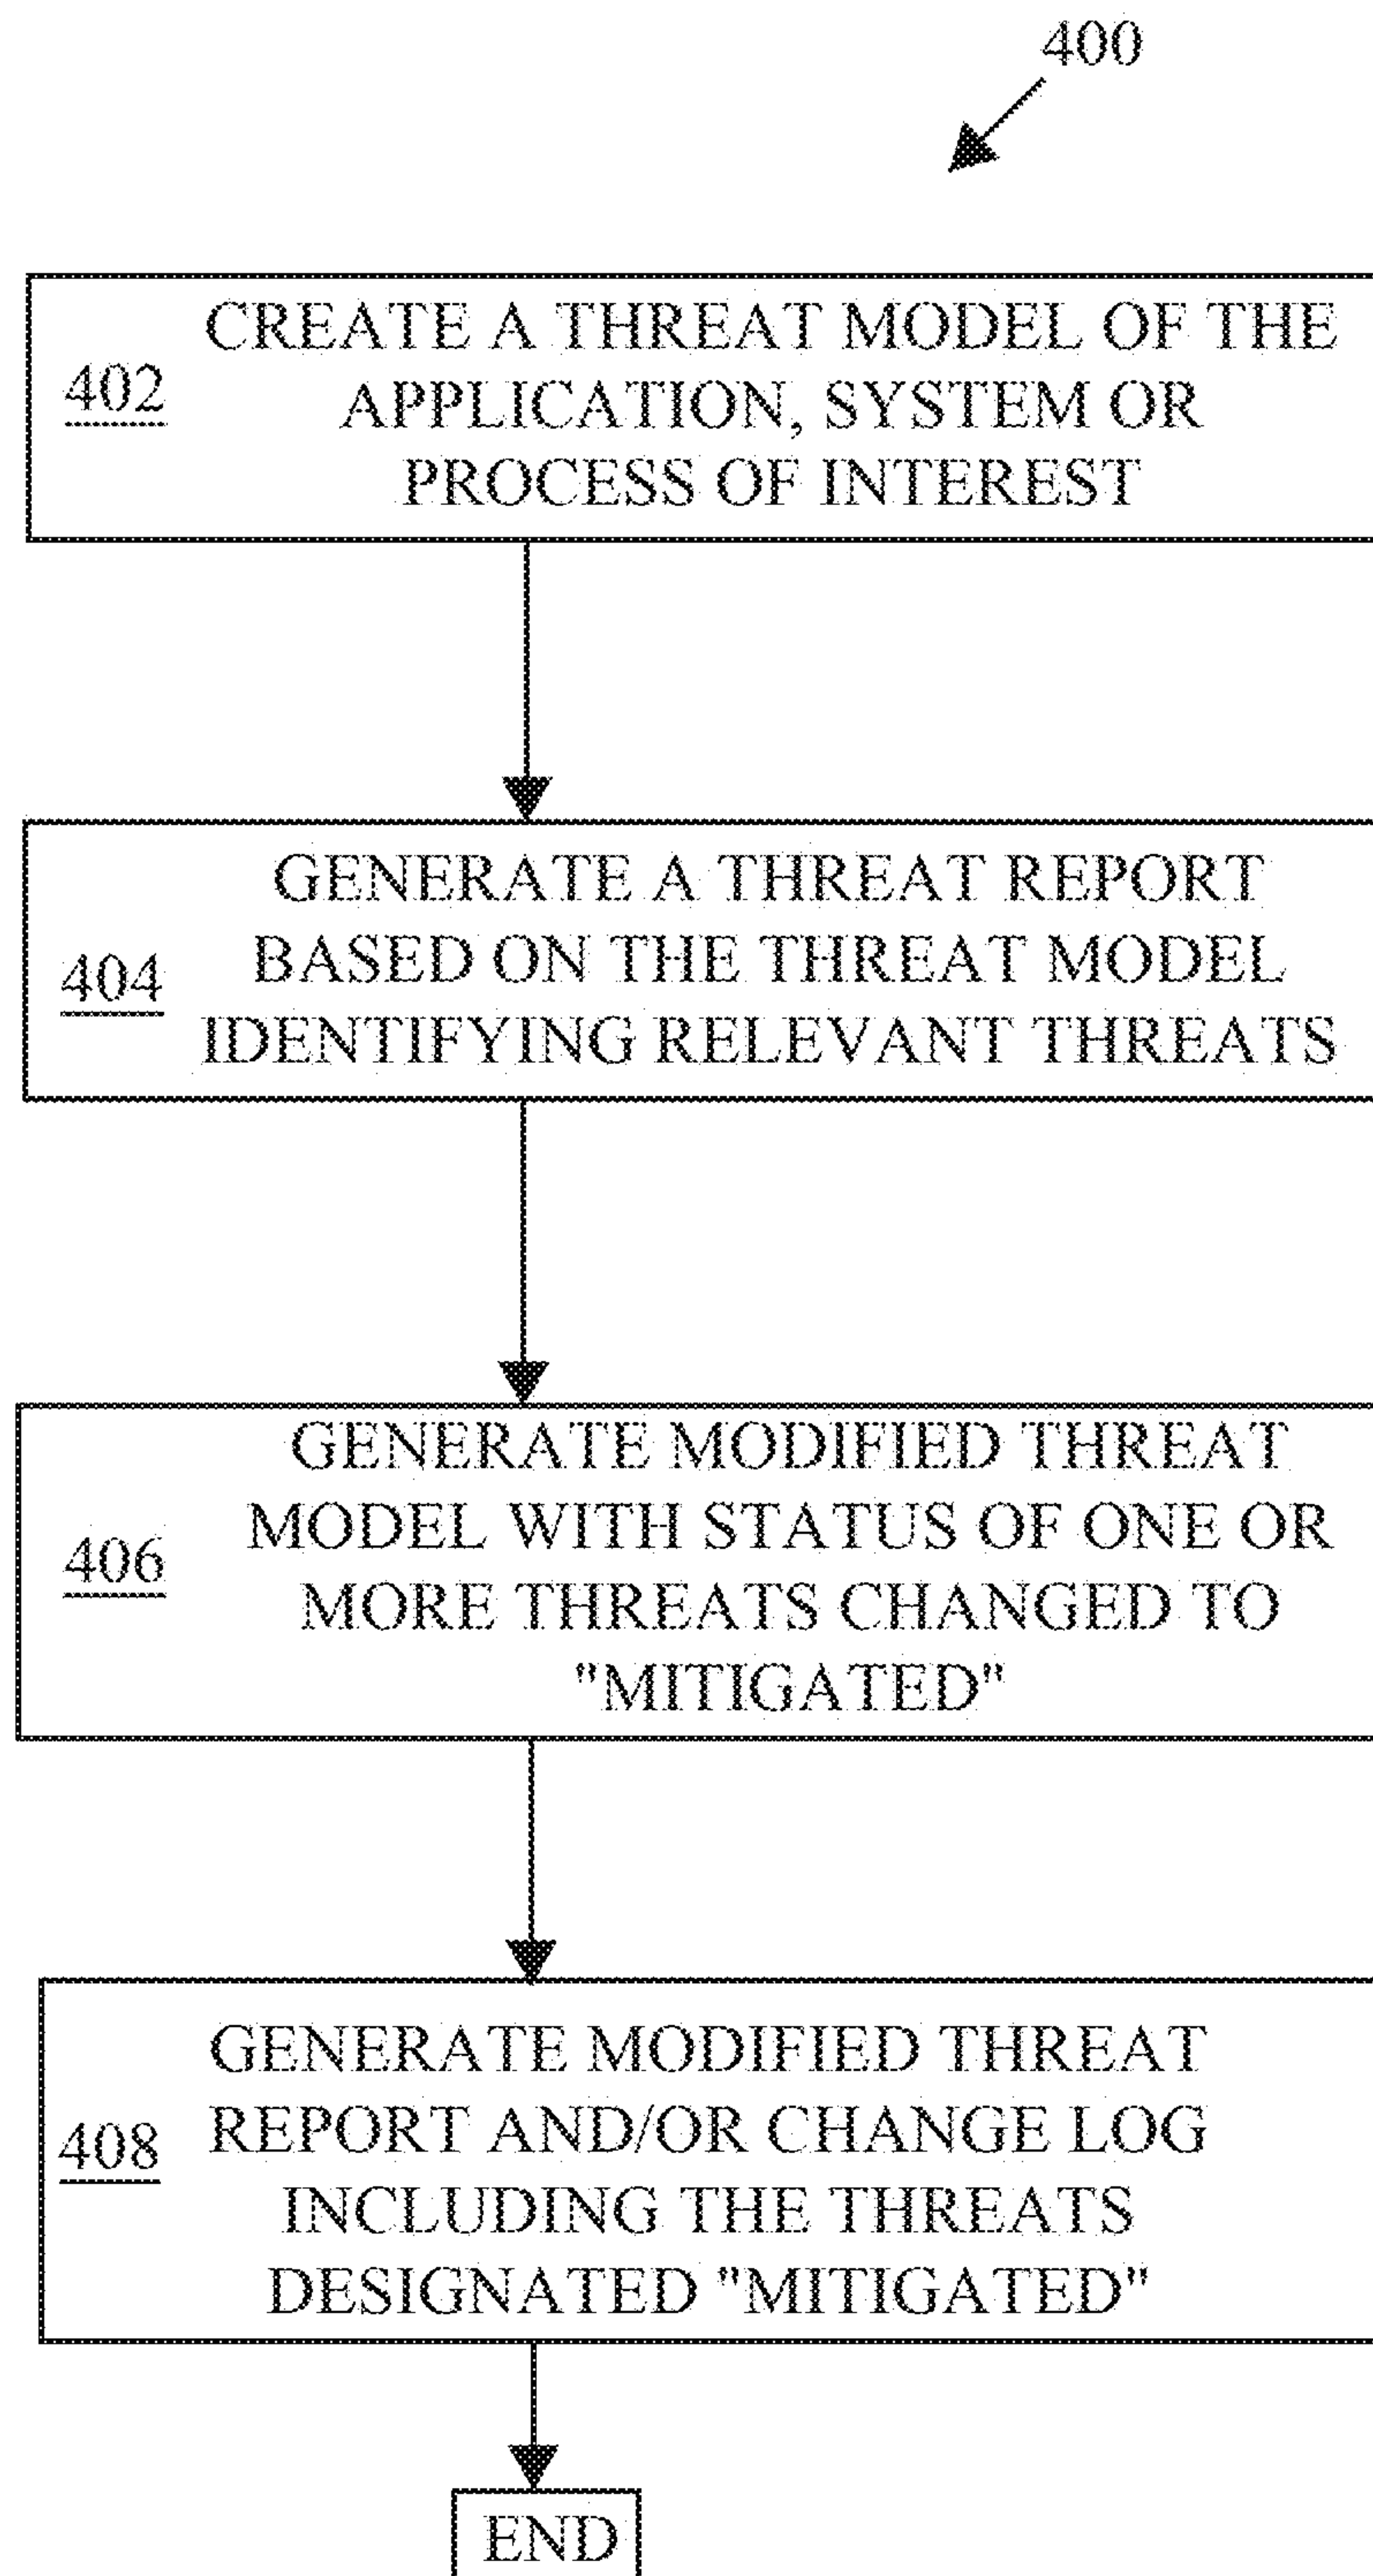 400
CREATE A THREAT MODEL OF THE
402
APPLICATION, SYSTEM OR
PROCESS OF INTEREST
GENERATE A THREAT REPORT
404
BASED ON THE THREAT MODEL
IDENTIFYING RELEVANT THREATS
GENERATE MODIFIED THREAT
MODEL WITH STATUS OF ONE OR
406
MORE THREATS CHANGED TO
"MITIGATED"
GENERATE MODIFIED THREAT
408
REPORT AND/OR CHANGE LOG
INCLUDING THE THREATS
DESIGNATED "MITIGATED"
END